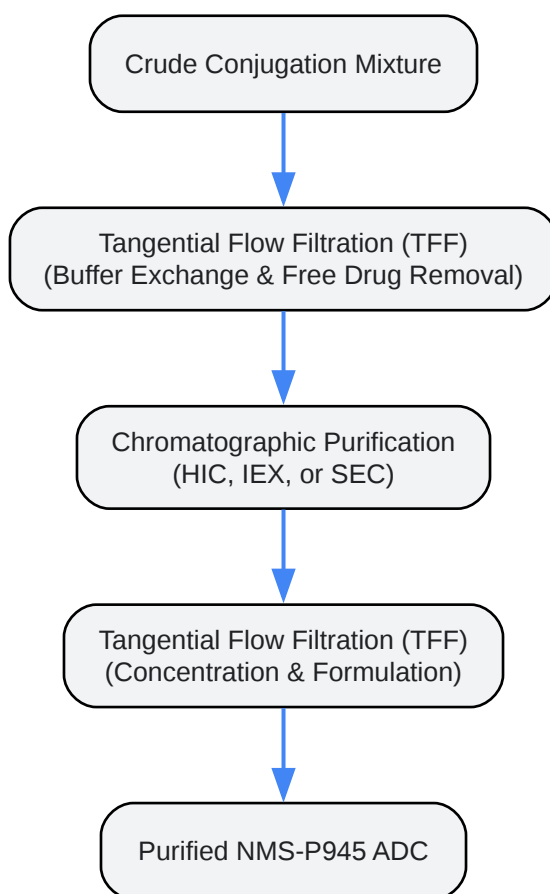 Crude Conjugation Mixture
Tangential Flow Filtration (TFF)
(Buffer Exchange & Free Drug Removal)
Chromatographic Purification
(HIC, IEX, or SEC)
Tangential Flow Filtration (TFF)
(Concentration & Formulation)
Purified NMS-P945 ADC